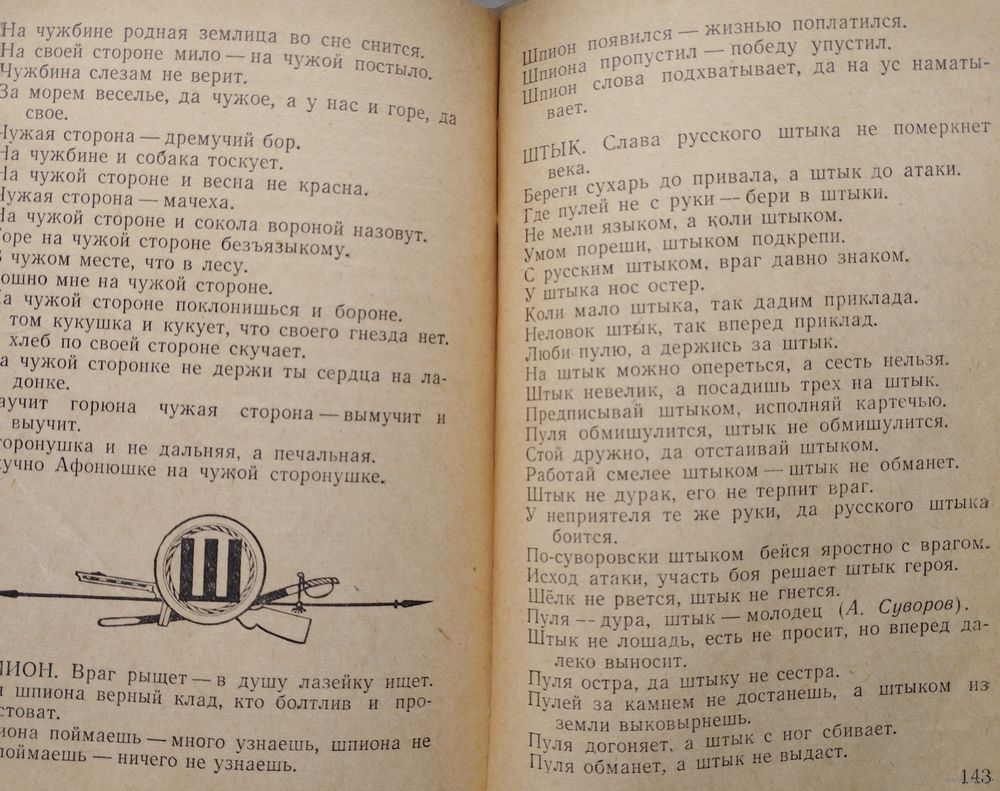 На чужбине родная землица во сне снится.
На своей стороне мило — на чужой постыло.
Чужбина слезам не верит.
За морем веселье, да чужое, а у нас и горе, да
свое.
Чужая сторона — дремучий бор.
На чужбине и собака тоскует.
На чужой стороне и весна не красна.
Чужая сторона — мачеха.
На чужой стороне и сокола вороной назовут.
Горе на чужой стороне безъязыкому.
В чужом месте, что в лесу.
ошно мне на чужой стороне.
На чужой стороне поклонишься и бороне.
том кукушка и кукует, что своего гнезда нет.
хлеб по своей стороне скучает.
а чужой сторонке не держи ты сердца на ла-
донке.
аучит горюна чужая сторона — вымучит и
выучит.
торонушка и не дальняя, а печальная.
кучно Афонюшке на чужой сторонушке.
Ш
ПИОН. Враг рыщет — в душу лазейку ищет.
шпиона верный клад, кто болтлив и про-
стоват.
иона поймаешь — много узнаешь, шпиона не
поймаешь — ничего не узнаешь.
Шпион появился — жизнью поплатился.
Шпиона пропустил — победу упустил.
Шпион слова подхватывает, да на ус наматы-
вает.
ШТЫК. Слава русского штыка не померкнет
века.
Береги сухарь до привала, а штык до атаки.
Где пулей не с руки — бери в штыки.
Не мели языком, а коли штыком.
Умом пореши, штыком подкрепи.
С русским штыком. враг давно знаком.
У штыка нос остер.
Коли мало штыка, так дадим приклада.
Неловок штык, так вперед приклад.
Люби пулю, а держись за штык.
На штык можно опереться, а сесть нельзя.
Штык невелик, а посадишь трех на штык.
Предписывай штыком, исполняй картечью.
Пуля обмишулится, штык не обмишулится.
Стой дружно, да отстаивай штыком.
Работай смелее штыком — штык не обманет.
Штык не дурак, его не терпит враг.
У неприятеля те же руки, да русского штыка
боится.
По-суворовски штыком бейся яростно с врагом.
Исход атаки, участь боя решает штык героя.
Шёлк не рвется, штык не гнется.
Пуля — дура, штык — молодец (А. Суворов).
Штык не лошадь, есть не просит, но вперед да-
леко выносит.
Пуля остра, да штыку не сестра.
Пулей за камнем не достанешь, а штыком из
земли выковырнешь.
Пуля догоняет, а штык с ног сбивает.
Пуля обманет, а штык не выдаст.
143